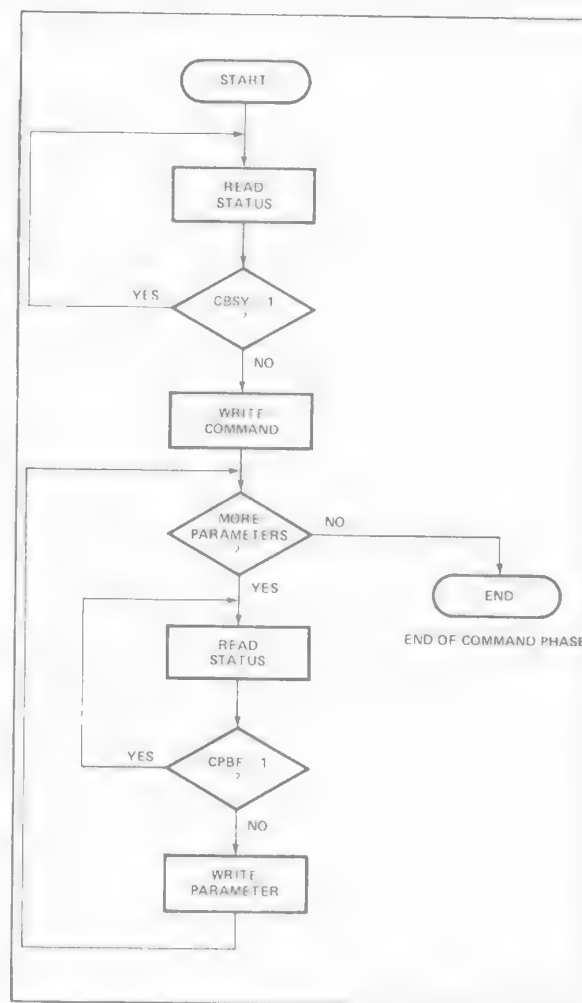 START
READ
STATUS
YES
CBSY 1
?
NO
WRITE
COMMAND
MORE
PARAMETERS
?
NO
YES
END
END OF COMMAND PHASE
READ
STATUS
YES
CPBF 1
?
NO
WRITE
PARAMETER